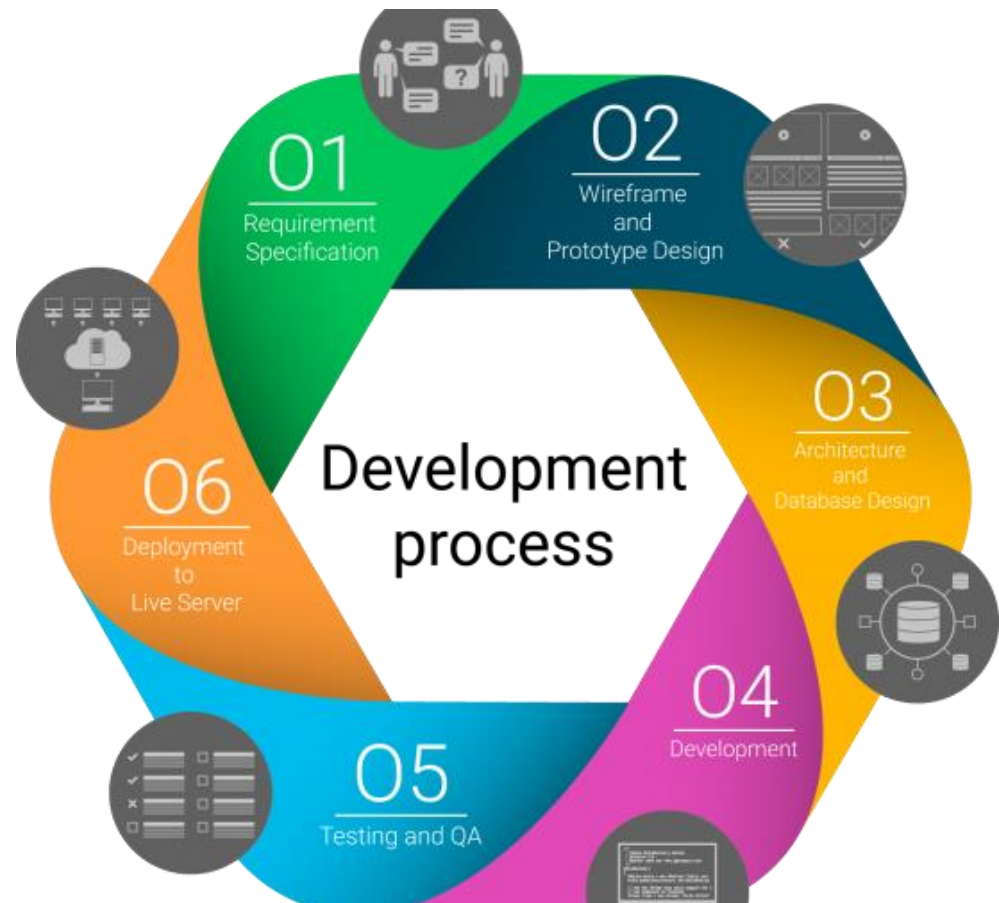 01
Requirement
Specification
02
Wireframe
and
Prototype Design
03
Architecture
and
Database Design
04
Development
05
Testing and QA
06
Deployment
to
Live Server
Development
process
?